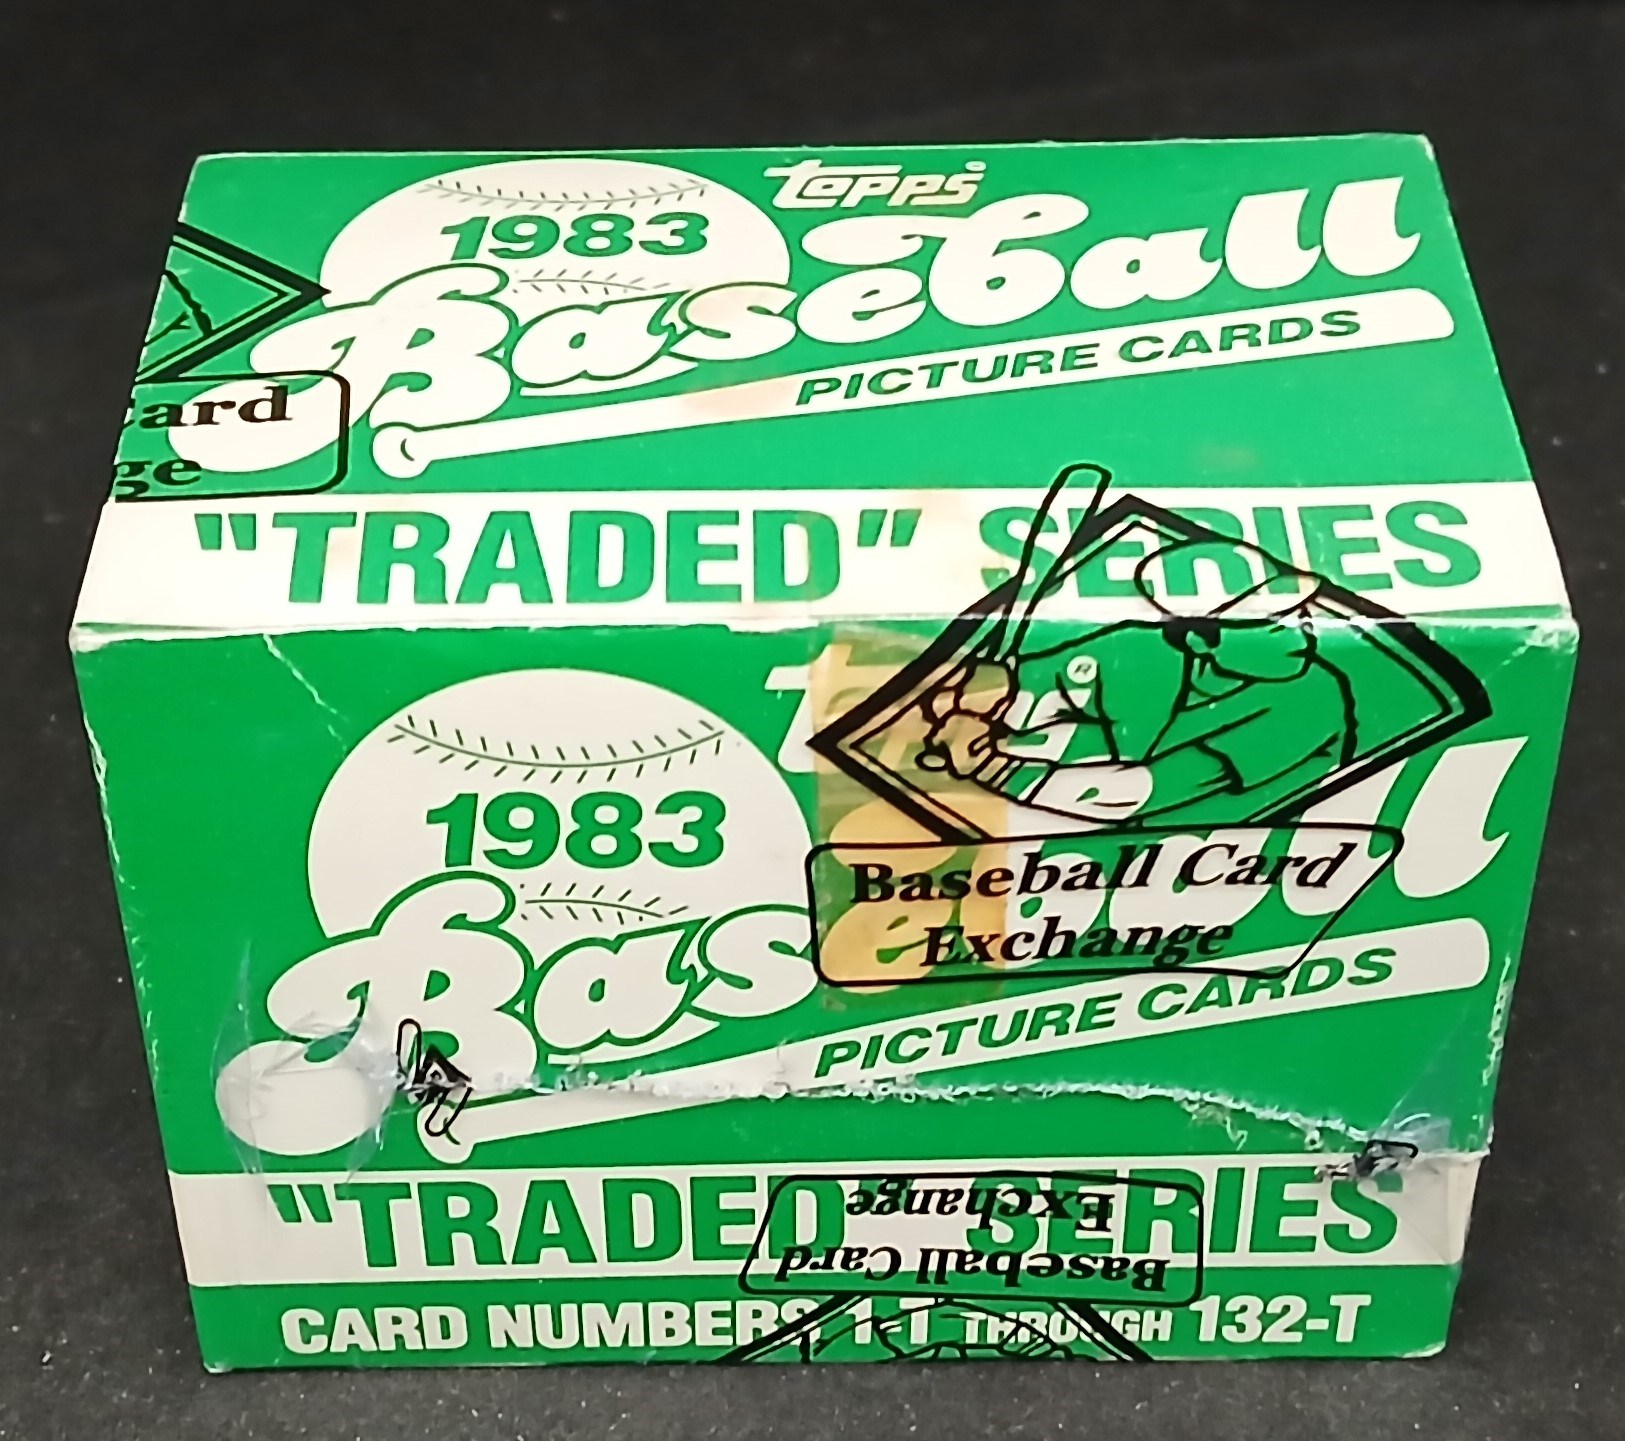 topps
1983
Baseball
PICTURE CARDS
ard
ge
"TRADED" SERIES
®
1983
Baseball
Baseball Card
Exchange
PICTURE CARDS
"TRADED" SERIES
Baseball Card
Exchange
CARD NUMBERS 1-T THROUGH 132-T